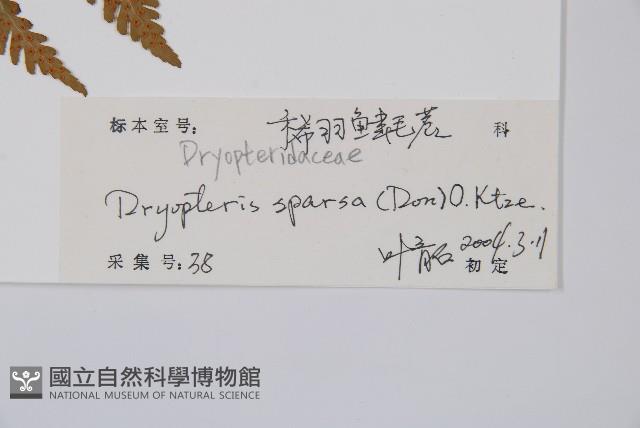 标本室号: 稀羽鱗毛蕨 科
Dryopteridaceae
Dryopteris sparsa (Don) O. Ktze.
采集号: 38 2004.3.11
初定
國立自然科學博物館
NATIONAL MUSEUM OF NATURAL SCIENCE